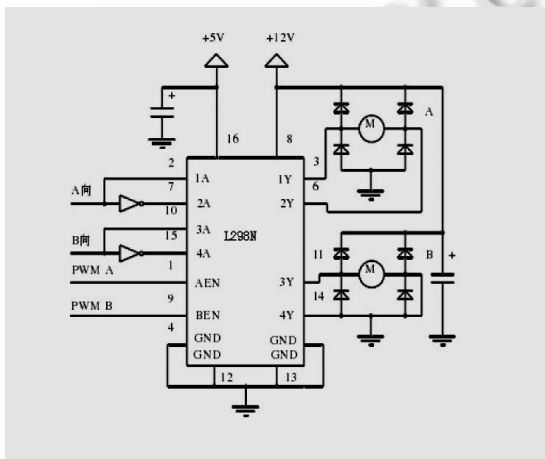 +5V
+12V
+
16
8
A
M
2
3
1A
1Y
7
6
A向
2A
2Y
10
3A
L298N
B向
15
4A
11
B
+
M
PWM A
1
AEN
3Y
14
PWM B
9
BEN
4Y
4
GND
GND
GND
GND
12
13